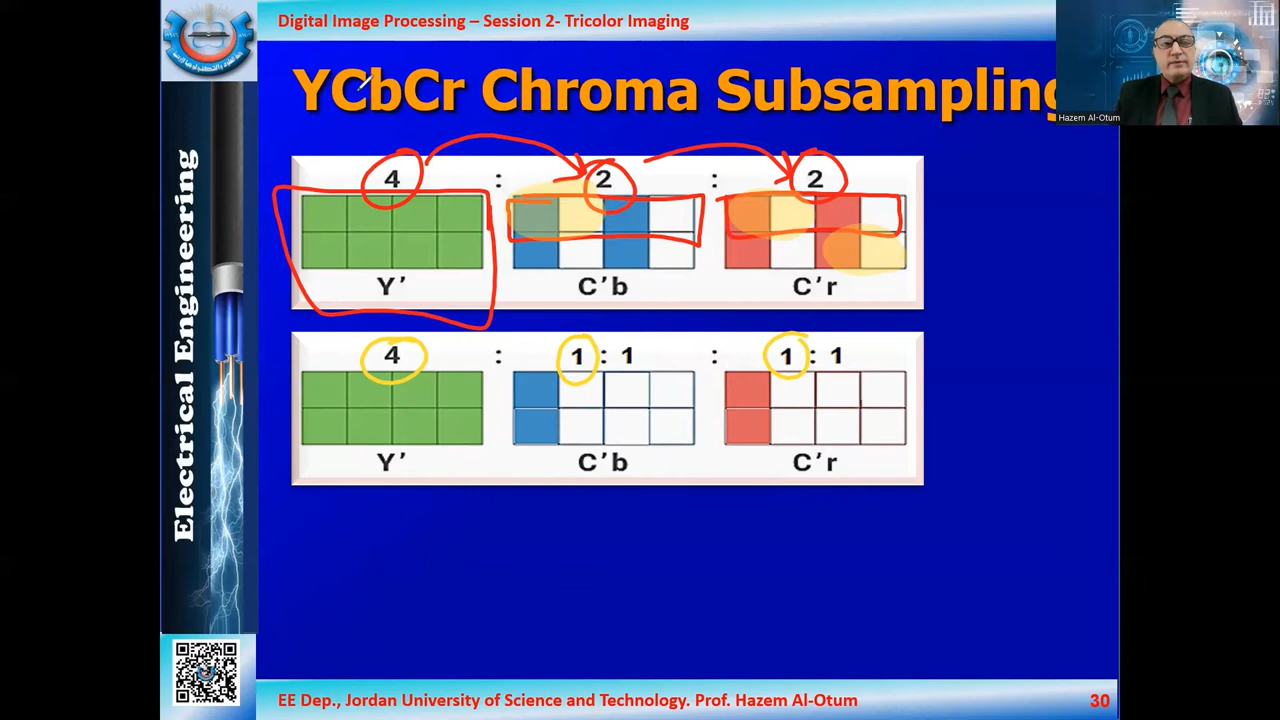 Digital Image Processing – Session 2- Tricolor Imaging
YCbCr Chroma Subsampling
Hazem Al-Otum
4 : 2 : 2
Y’ C’b C’r
4 : 1 : 1 : 1 : 1
Y’ C’b C’r
Electrical Engineering
EE Dep., Jordan University of Science and Technology. Prof. Hazem Al-Otum 30